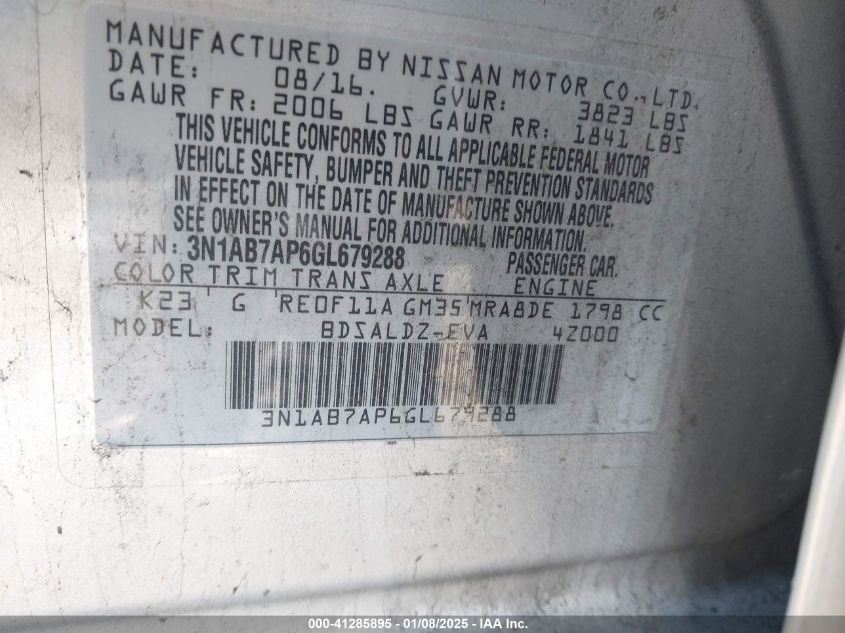 MANUFACTURED BY NISSAN MOTOR CO., LTD.
DATE: 08/16. GVWR: 3823 LBS
GAWR FR: 2006 LBS GAWR RR: 1841 LBS
THIS VEHICLE CONFORMS TO ALL APPLICABLE FEDERAL MOTOR
VEHICLE SAFETY, BUMPER AND THEFT PREVENTION STANDARDS
IN EFFECT ON THE DATE OF MANUFACTURE SHOWN ABOVE.
SEE OWNER'S MANUAL FOR ADDITIONAL INFORMATION.
VIN: 3N1AB7AP6GL679288 PASSENGER CAR.
COLOR TRIM TRANS AXLE ENGINE
K23 G RE0F11A GM35 MRA8DE 1798 CC
MODEL: BDSALDZ-EVA 4Z000
3N1AB7AP6GL679288
000-41285895 - 01/08/2025 - IAA Inc.